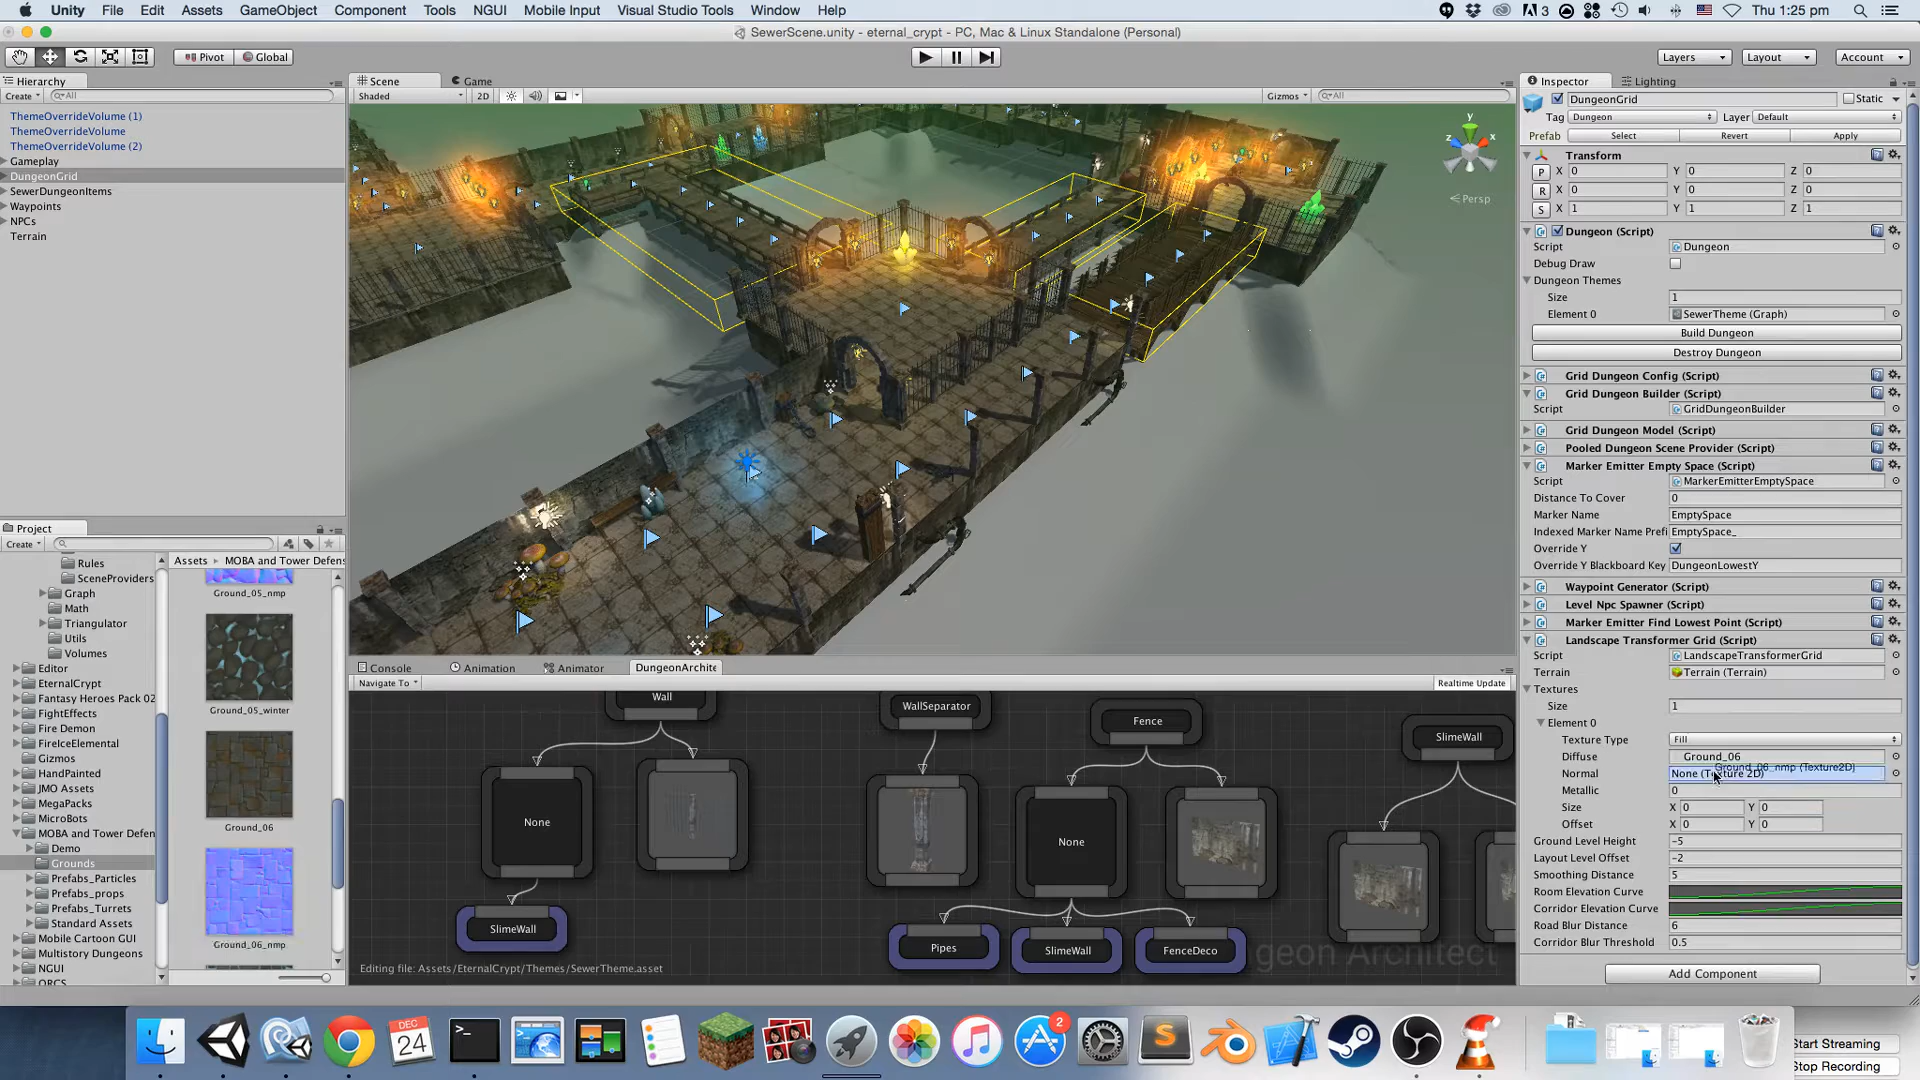 Unity File Edit Assets GameObject Component Tools NGUI Mobile Input Visual Studio Tools Window Help
3 Thu 1:25 pm
SewerScene.unity - eternal_crypt - PC, Mac & Linux Standalone (Personal)
Pivot Global
Layers Layout Account
Hierarchy
Create All
ThemeOverrideVolume (1)
ThemeOverrideVolume
ThemeOverrideVolume (2)
Gameplay
DungeonGrid
SewerDungeonItems
Waypoints
NPCs
Terrain
Scene Game
Shaded 2D Gizmos All
y
x
z
Persp
Inspector Lighting
DungeonGrid Static
Tag Dungeon Layer Default
Prefab Select Revert Apply
Transform
P X 0 Y 0 Z 0
R X 0 Y 0 Z 0
S X 1 Y 1 Z 1
Dungeon (Script)
Script Dungeon
Debug Draw
Dungeon Themes
Size 1
Element 0 SewerTheme (Graph)
Build Dungeon
Destroy Dungeon
Grid Dungeon Config (Script)
Grid Dungeon Builder (Script)
Script GridDungeonBuilder
Grid Dungeon Model (Script)
Pooled Dungeon Scene Provider (Script)
Marker Emitter Empty Space (Script)
Script MarkerEmitterEmptySpace
Distance To Cover 0
Marker Name EmptySpace
Indexed Marker Name Prefi EmptySpace_
Override Y
Override Y Blackboard Key DungeonLowestY
Waypoint Generator (Script)
Level Npc Spawner (Script)
Marker Emitter Find Lowest Point (Script)
Landscape Transformer Grid (Script)
Script LandscapeTransformerGrid
Terrain Terrain (Terrain)
Textures
Size 1
Element 0
Texture Type Fill
Diffuse Ground_06
Ground_06_nmp (Texture2D)
Normal None (Texture 2D)
Metallic 0
Size X 0 Y 0
Offset X 0 Y 0
Ground Level Height -5
Layout Level Offset -2
Smoothing Distance 5
Room Elevation Curve
Corridor Elevation Curve
Road Blur Distance 6
Corridor Blur Threshold 0.5
Add Component
Project
Create
Rules
SceneProviders
Graph
Math
Triangulator
Utils
Volumes
Editor
EternalCrypt
Fantasy Heroes Pack 02
FightEffects
Fire Demon
FireIceElemental
Gizmos
HandPainted
JMO Assets
MegaPacks
MicroBots
MOBA and Tower Defen
Demo
Grounds
Prefabs_Particles
Prefabs_props
Prefabs_Turrets
Standard Assets
Mobile Cartoon GUI
Multistory Dungeons
NGUI
ORCS
Assets MOBA and Tower Defens
Ground_05_nmp
Ground_05_winter
Ground_06
Ground_06_nmp
Console Animation Animator DungeonArchite
Navigate To Realtime Update
Wall WallSeparator Fence SlimeWall
None None
SlimeWall Pipes SlimeWall FenceDeco
geon Architect
Editing file: Assets/EternalCrypt/Themes/SewerTheme.asset
DEC
24
2
Start Streaming
Stop Recording